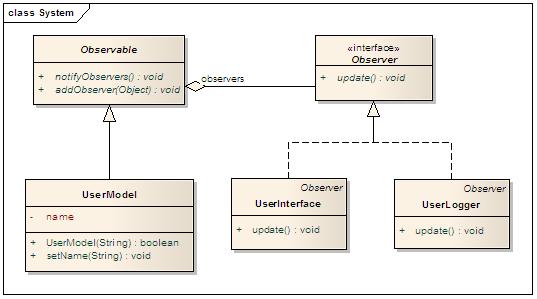 class System
Observable
+ notifyObservers() : void
+ addObserver(Object) : void
observers
«interface»
Observer
+ update() : void
UserModel
- name
+ UserModel(String) : boolean
+ setName(String) : void
Observer
UserInterface
+ update() : void
Observer
UserLogger
+ update() : void